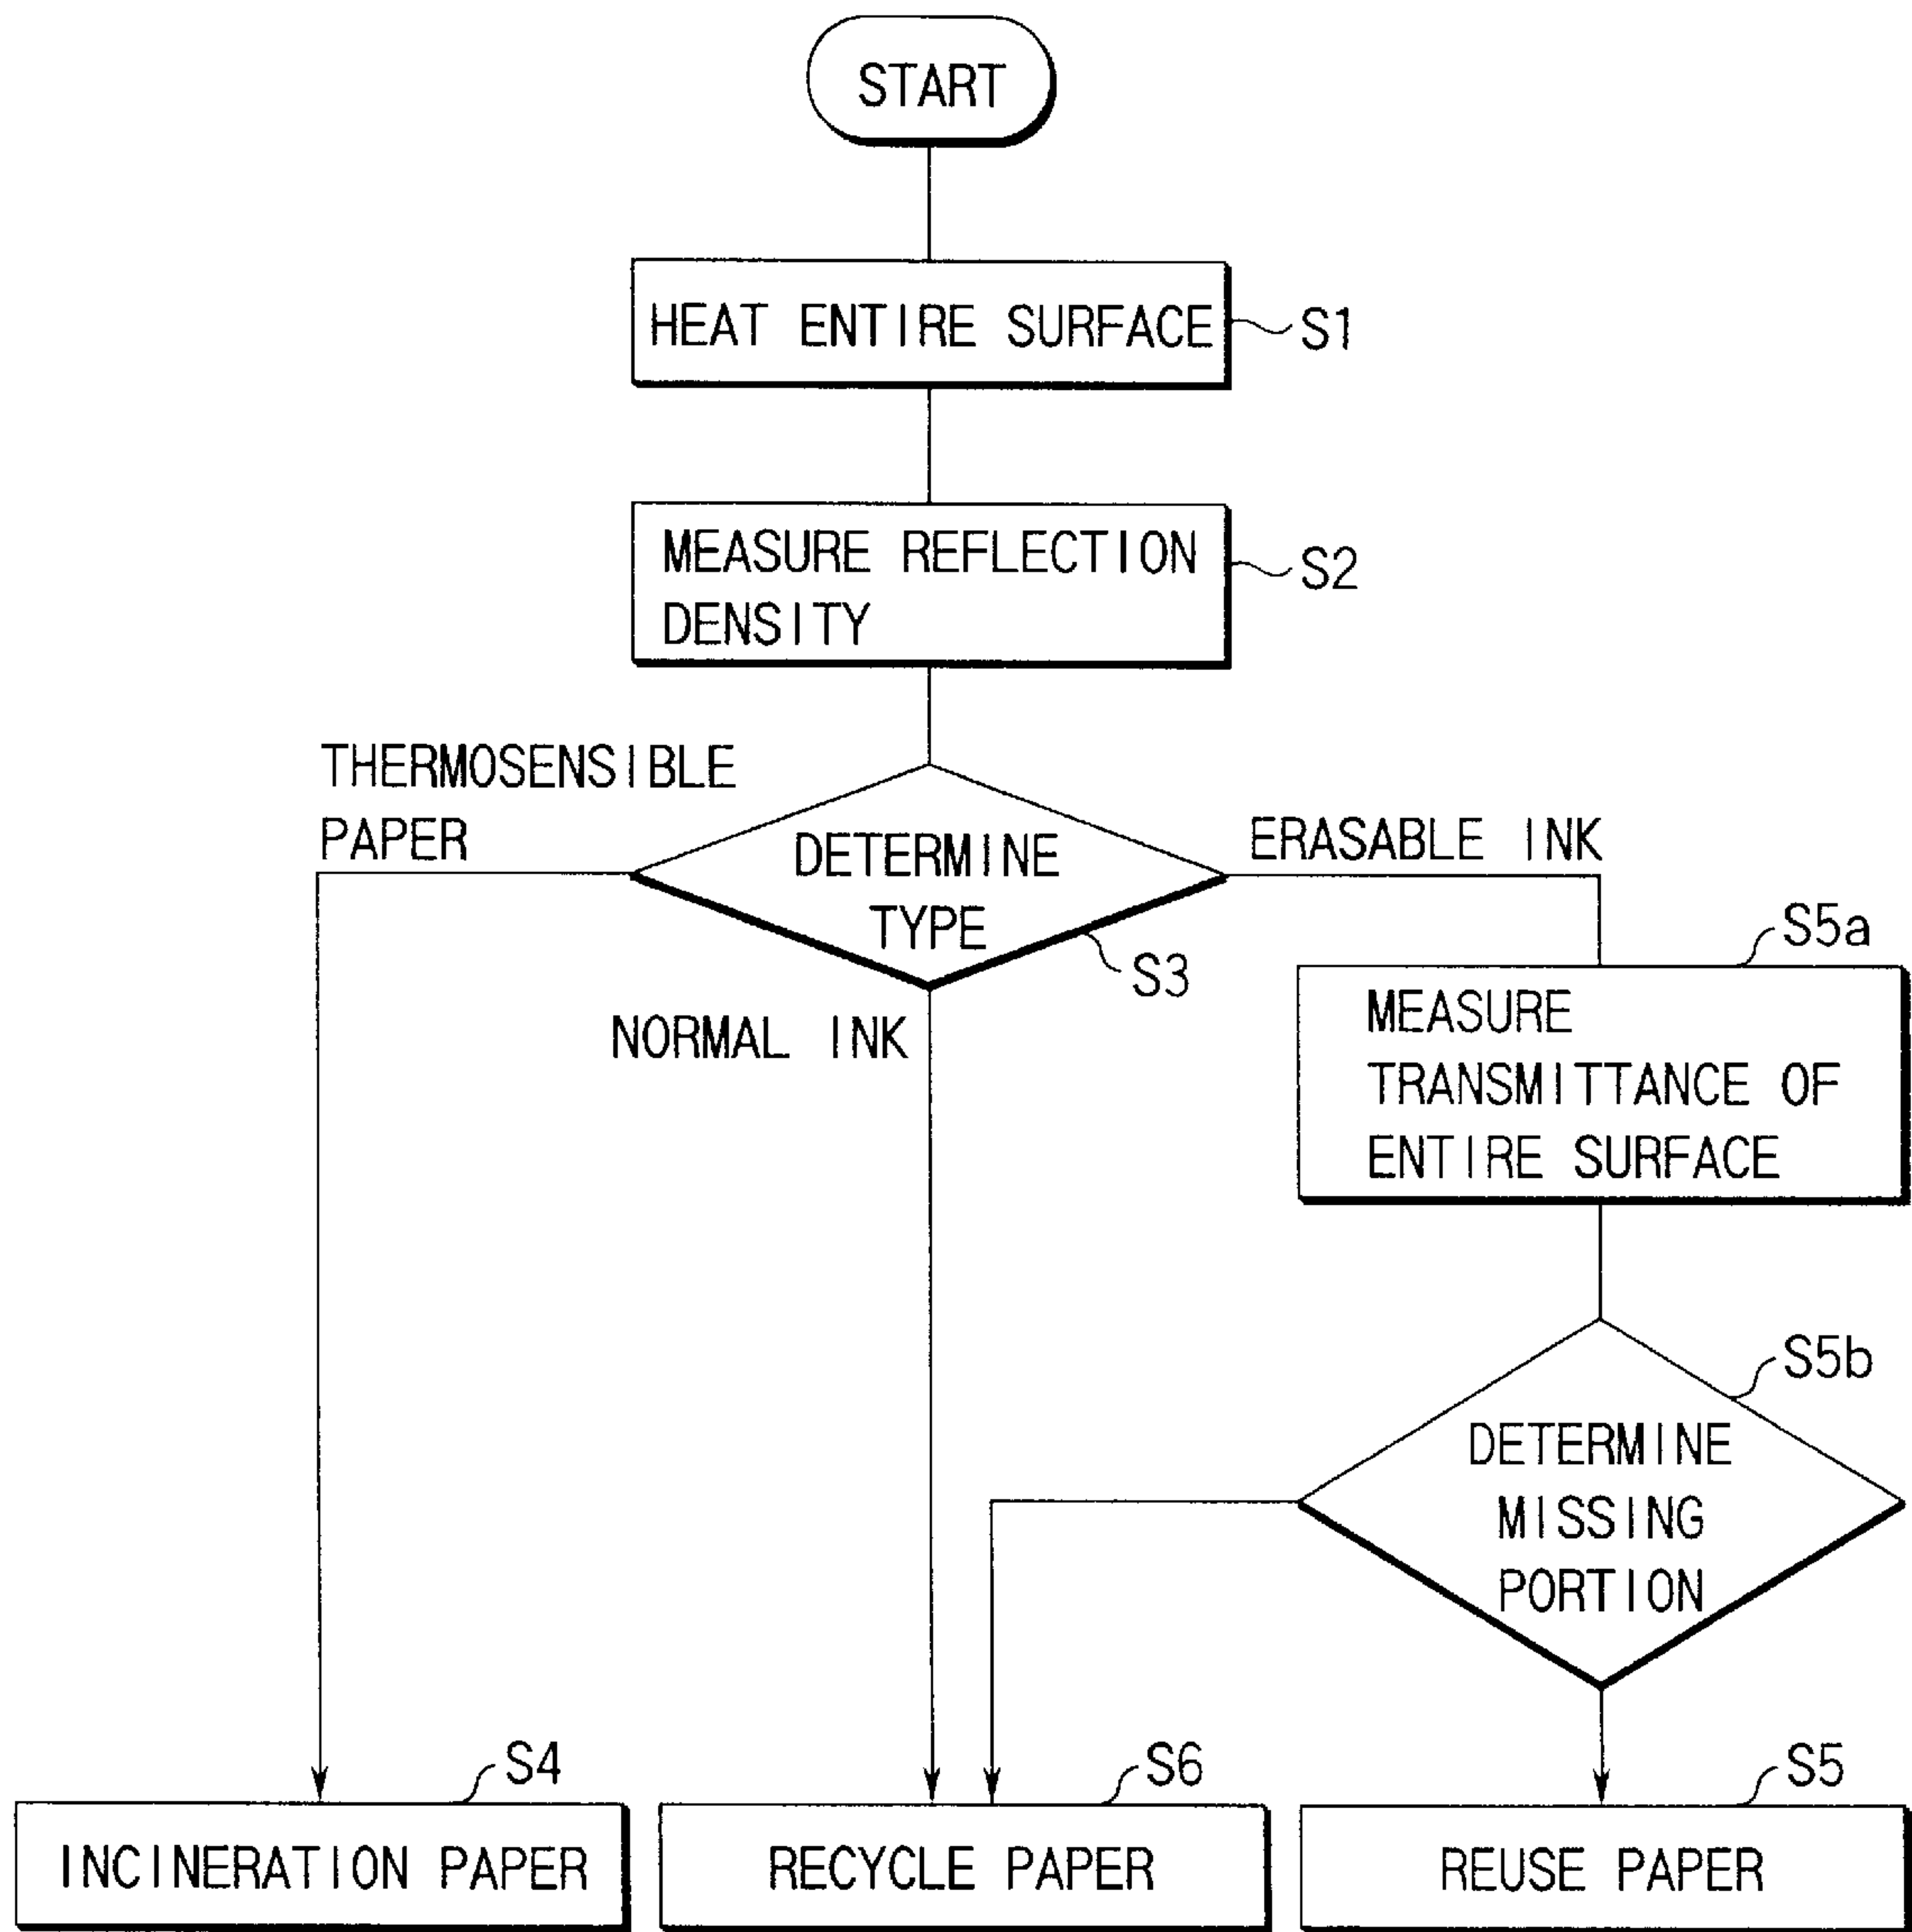 START
HEAT ENTIRE SURFACE
S1
MEASURE REFLECTION
DENSITY
S2
THERMOSENSIBLE
PAPER
DETERMINE
TYPE
S3
ERASABLE INK
NORMAL INK
S5a
MEASURE
TRANSMITTANCE OF
ENTIRE SURFACE
S5b
DETERMINE
MISSING
PORTION
S4
INCINERATION PAPER
S6
RECYCLE PAPER
S5
REUSE PAPER